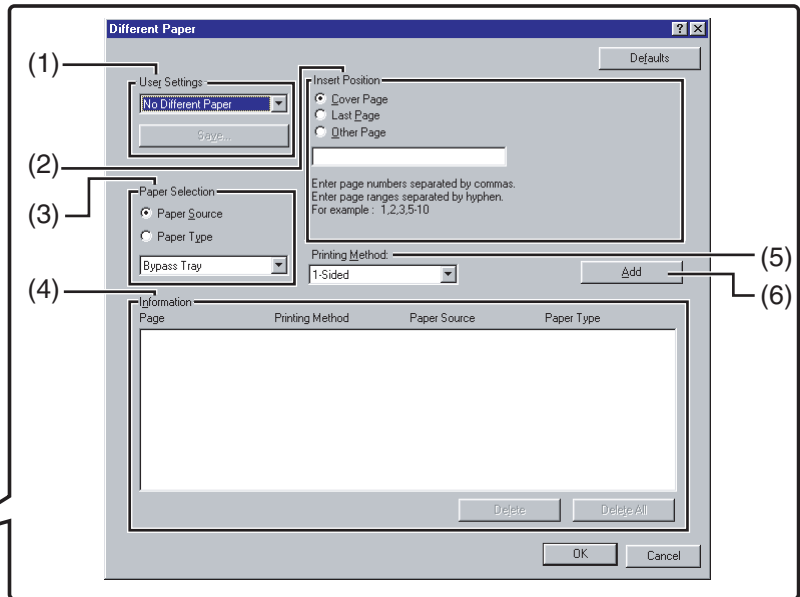 Different Paper
Defaults
(1)
User Settings
No Different Paper
Save...
(2)
Insert Position
Cover Page
Last Page
Other Page
Enter page numbers separated by commas.
Enter page ranges separated by hyphen.
For example : 1,2,3,5-10
(3)
Paper Selection
Paper Source
Paper Type
Bypass Tray
Printing Method:
1-Sided
(5)
Add
(6)
(4)
Information
Page Printing Method Paper Source Paper Type
Delete Delete All
OK Cancel